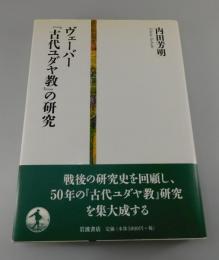 内田芳明
ヴェーバー
『古代ユダヤ教』の研究
戦後の研究史を回顧し、
50年の『古代ユダヤ教』研究
を集大成する
岩波書店